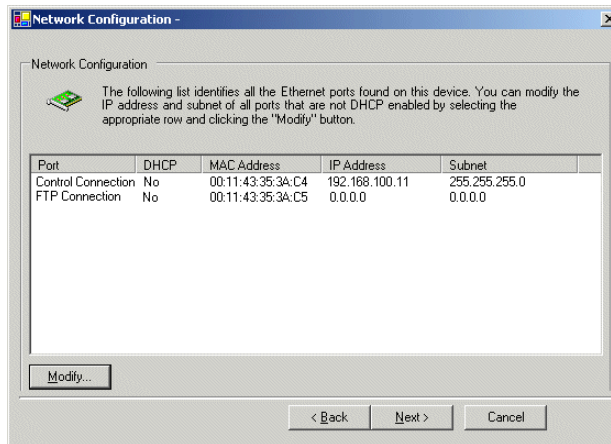 Network Configuration -
Network Configuration
The following list identifies all the Ethernet ports found on this device. You can modify the
IP address and subnet of all ports that are not DHCP enabled by selecting the
appropriate row and clicking the "Modify" button.
Port DHCP MAC Address IP Address Subnet
Control Connection No 00:11:43:35:3A:C4 192.168.100.11 255.255.255.0
FTP Connection No 00:11:43:35:3A:C5 0.0.0.0 0.0.0.0
Modify...
< Back Next > Cancel